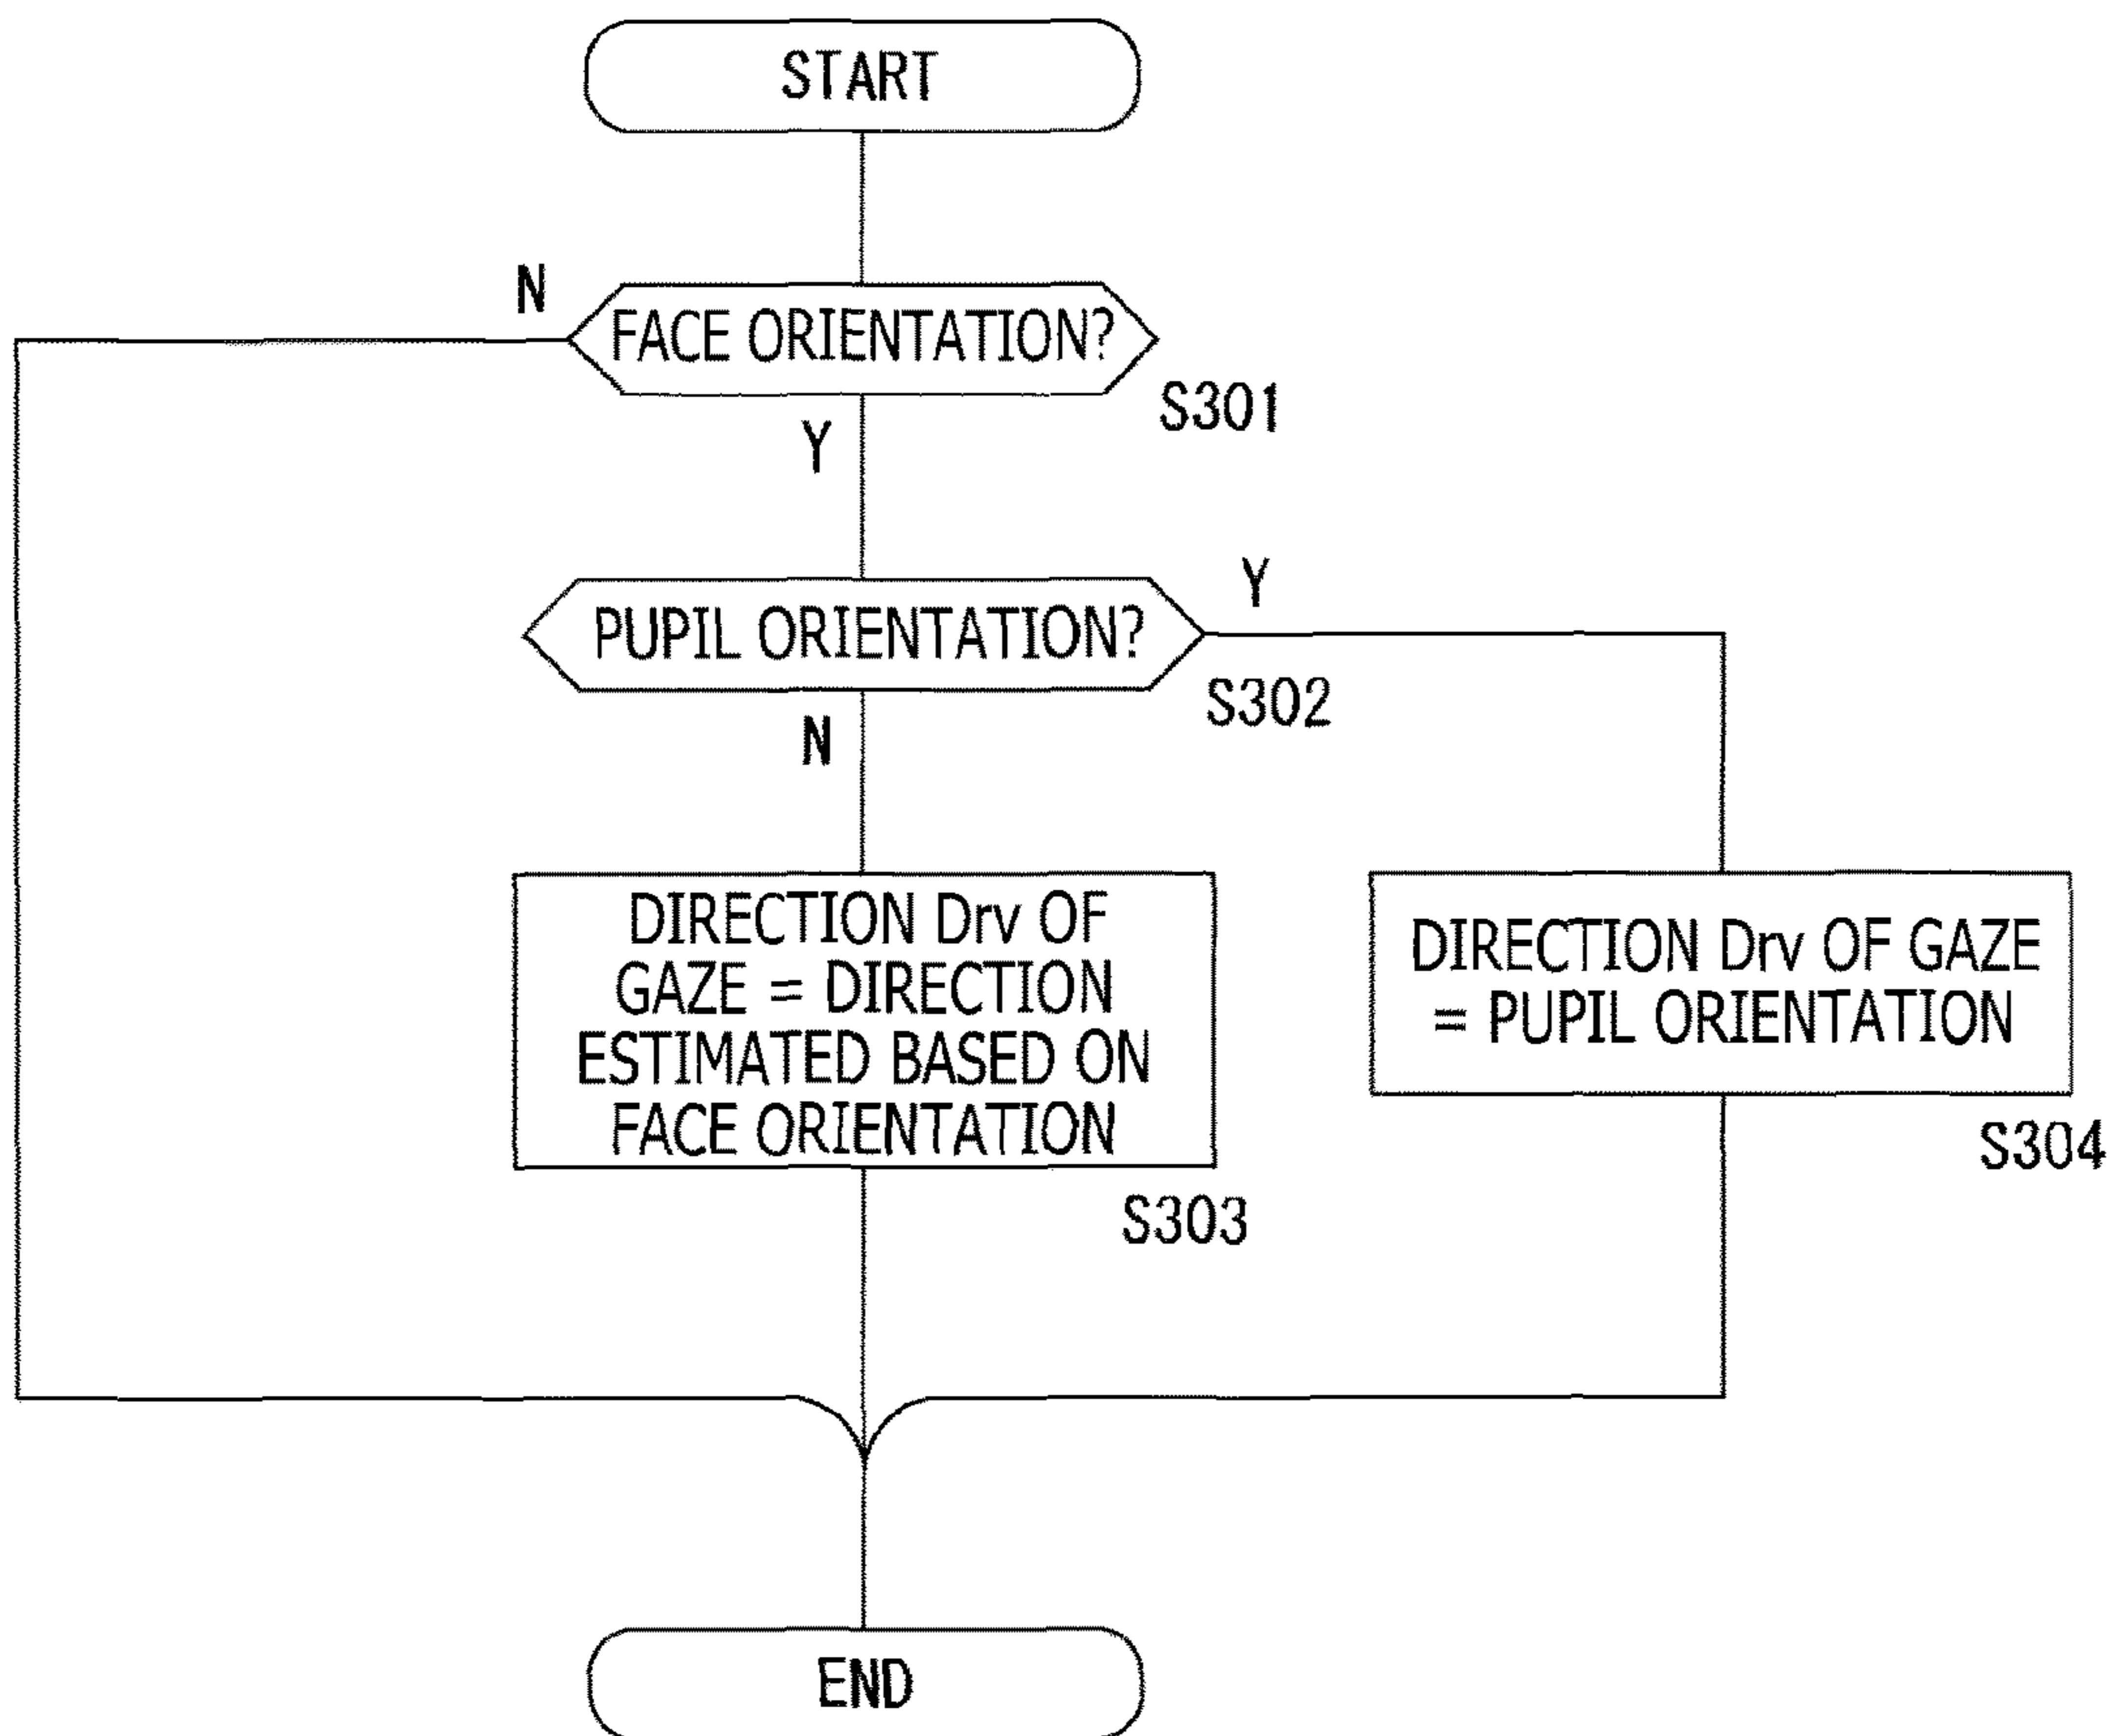 START
N
FACE ORIENTATION?
S301
Y
Y
PUPIL ORIENTATION?
S302
N
DIRECTION Drv OF
GAZE = DIRECTION
ESTIMATED BASED ON
FACE ORIENTATION
S303
DIRECTION Drv OF GAZE
= PUPIL ORIENTATION
S304
END